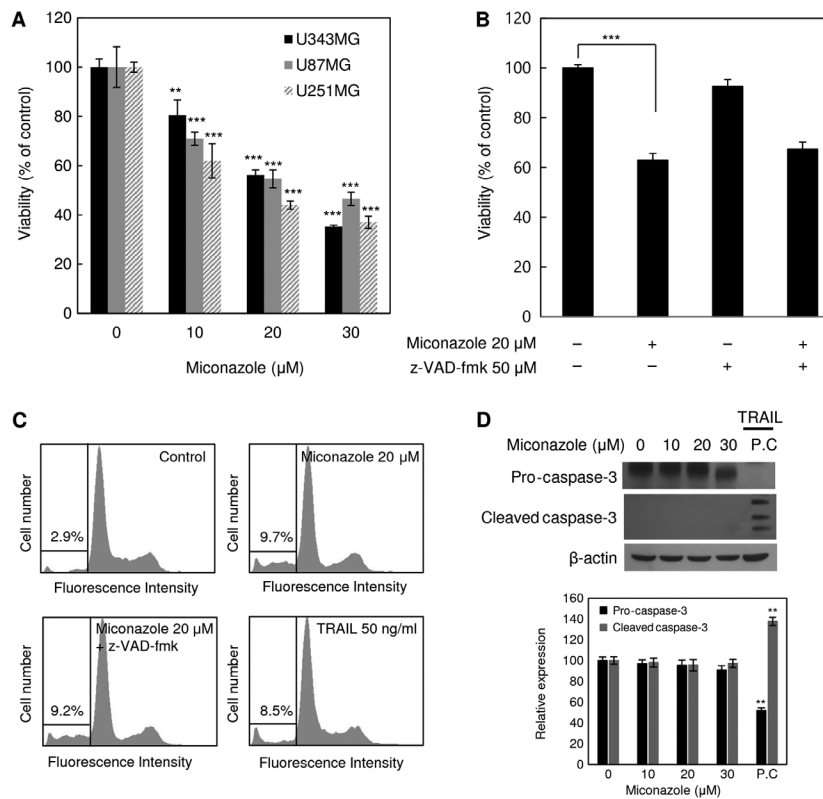 A
120
100
80
60
40
20
0
Viability (% of control)
U343MG
U87MG
U251MG
**
***
***
***
***
***
***
***
***
0 10 20 30
Miconazole (µM)
B
120
100
80
60
40
20
0
Viability (% of control)
***
Miconazole 20 µM – + – +
z-VAD-fmk 50 µM – – + +
C
Cell number
Control
2.9%
Fluorescence Intensity
Cell number
Miconazole 20 µM
9.7%
Fluorescence Intensity
Cell number
Miconazole 20 µM
+ z-VAD-fmk
9.2%
Fluorescence Intensity
Cell number
TRAIL 50 ng/ml
8.5%
Fluorescence Intensity
D
TRAIL
Miconazole (µM) 0 10 20 30 P.C
Pro-caspase-3
Cleaved caspase-3
β-actin
160
140
120
100
80
60
40
20
0
Relative expression
Pro-caspase-3
Cleaved caspase-3
**
**
0 10 20 30 P.C
Miconazole (µM)